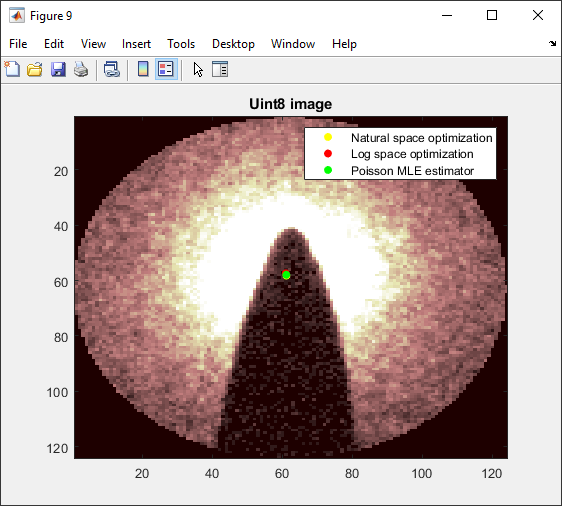 Figure 9
File Edit View Insert Tools Desktop Window Help
Uint8 image
Natural space optimization
Log space optimization
Poisson MLE estimator
20
40
60
80
100
120
20 40 60 80 100 120